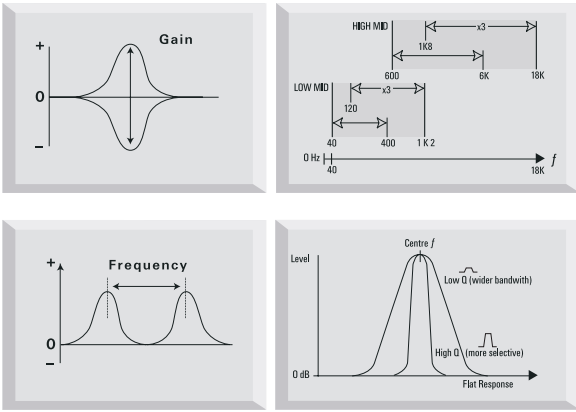 Gain
+
0
–
HIGH MID
x3
1K8
600
6K
18K
LOW MID
x3
120
40
400
1 K 2
0 Hz
40
18K
f
Frequency
+
0
–
Centre f
Level
Low Q (wider bandwith)
High Q (more selective)
0 dB
Flat Response